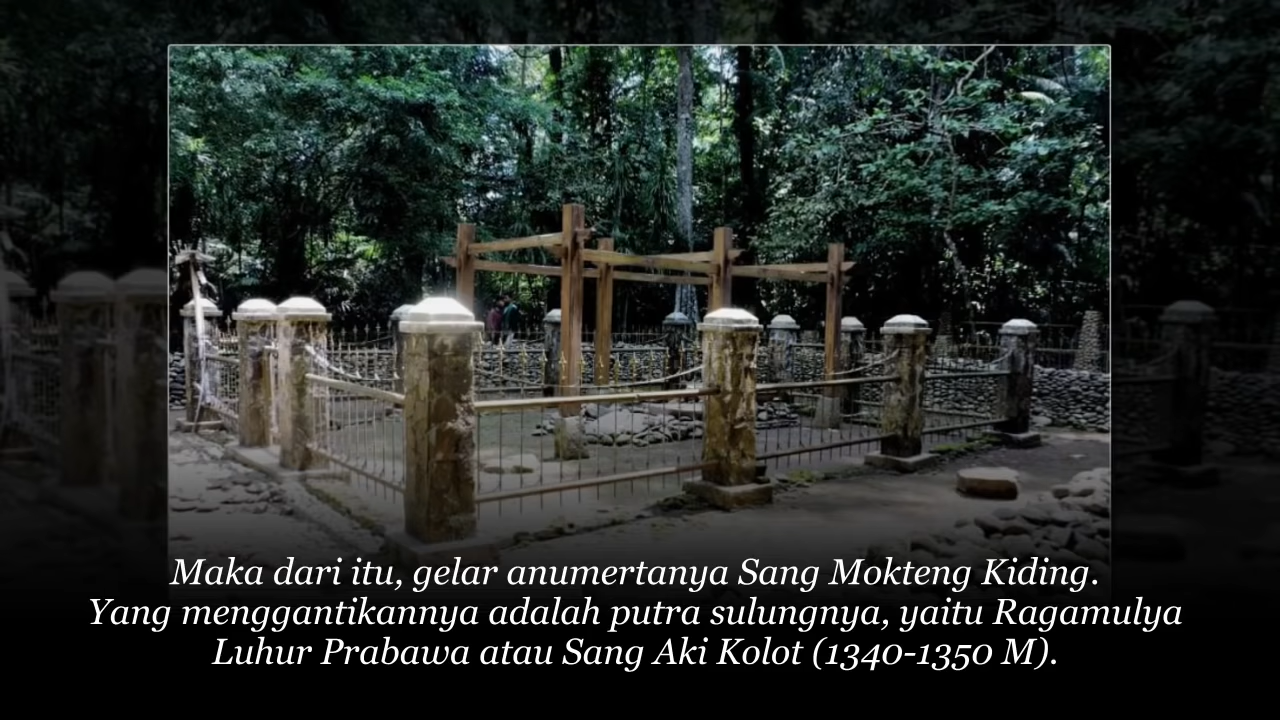 Maka dari itu, gelar anumertanya Sang Mokteng Kiding.
Yang menggantikannya adalah putra sulungnya, yaitu Ragamulya
Luhur Prabawa atau Sang Aki Kolot (1340-1350 M).